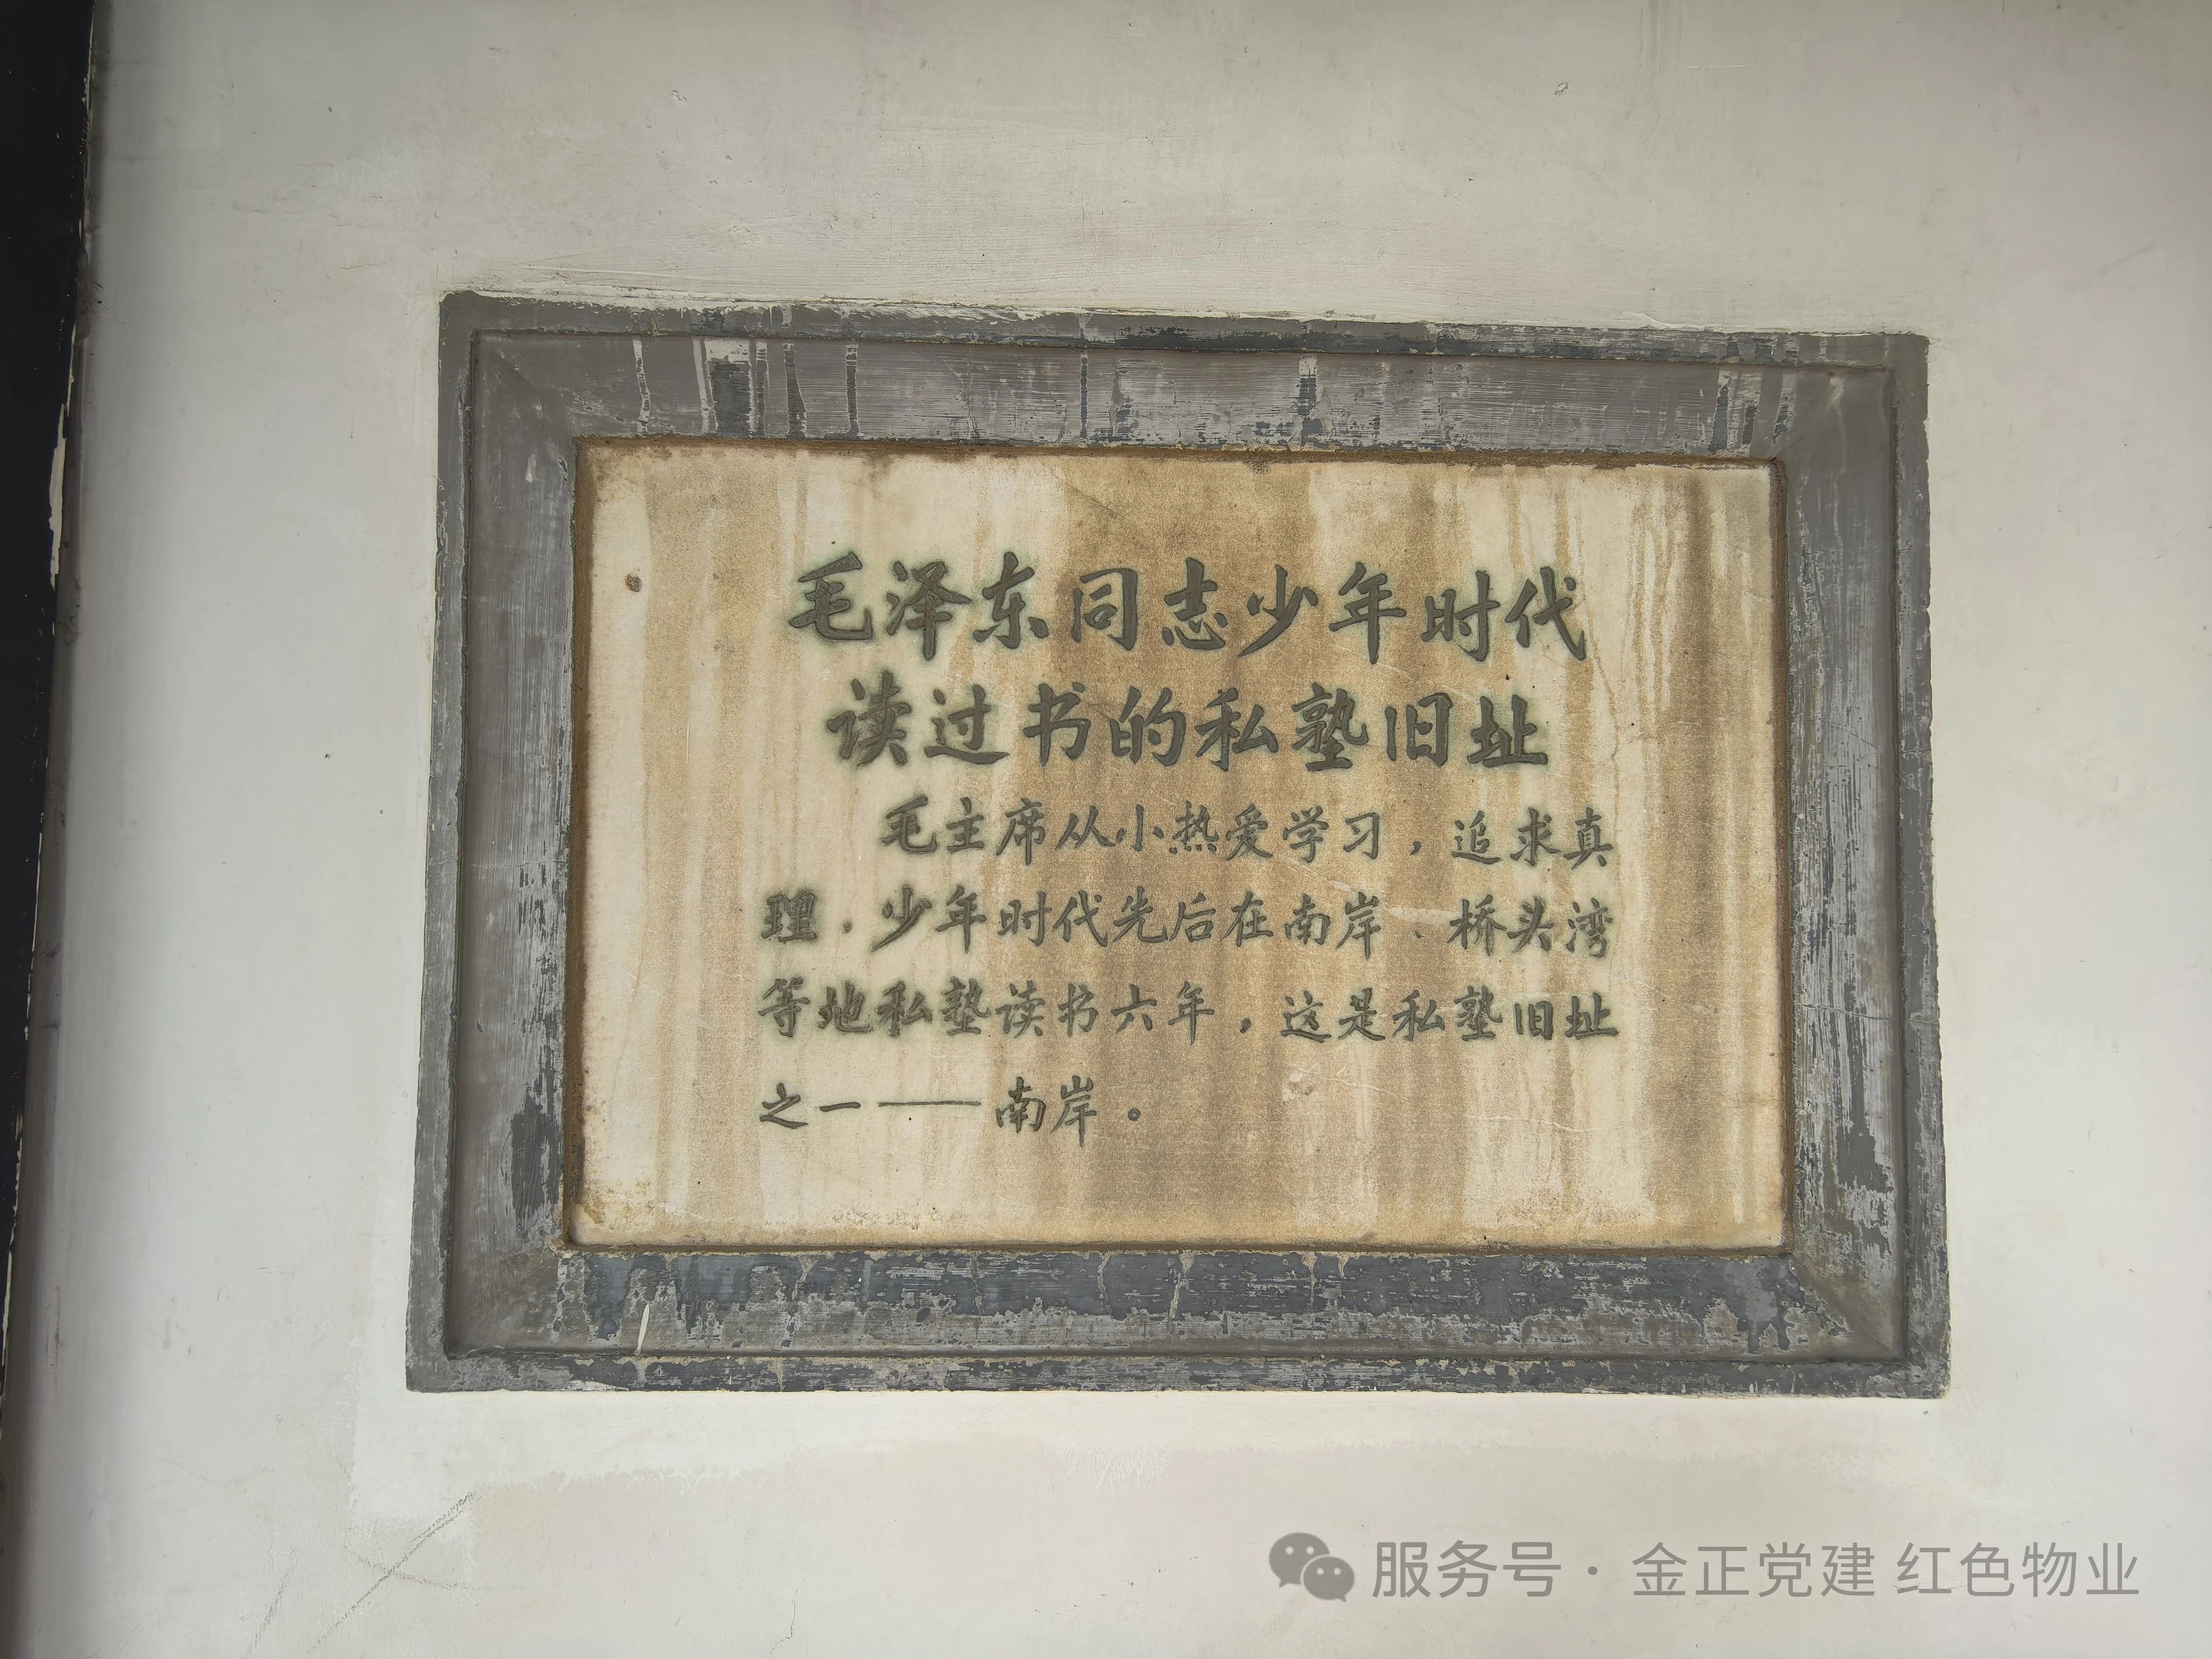 毛泽东同志少年时代
读过书的私塾旧址
毛主席从小热爱学习，追求真
理，少年时代先后在南岸、桥头湾
等地私塾读书六年，这是私塾旧址
之一——南岸。
服务号·金正党建 红色物业